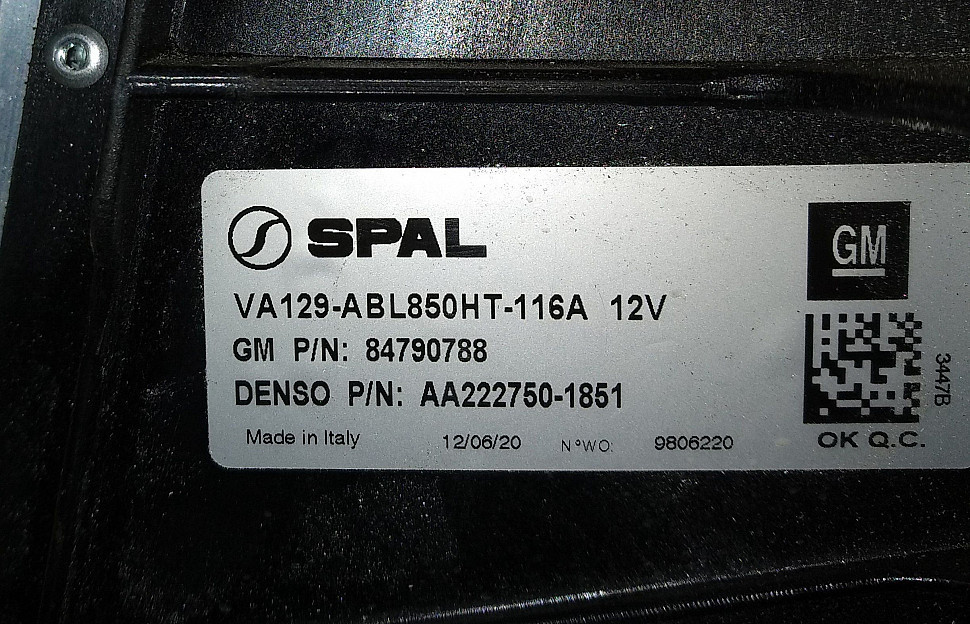 SPAL
GM
VA129-ABL850HT-116A 12V
GM P/N: 84790788
DENSO P/N: AA222750-1851
3447B
Made in Italy 12/06/20 N°WO: 9806220
OK Q.C.